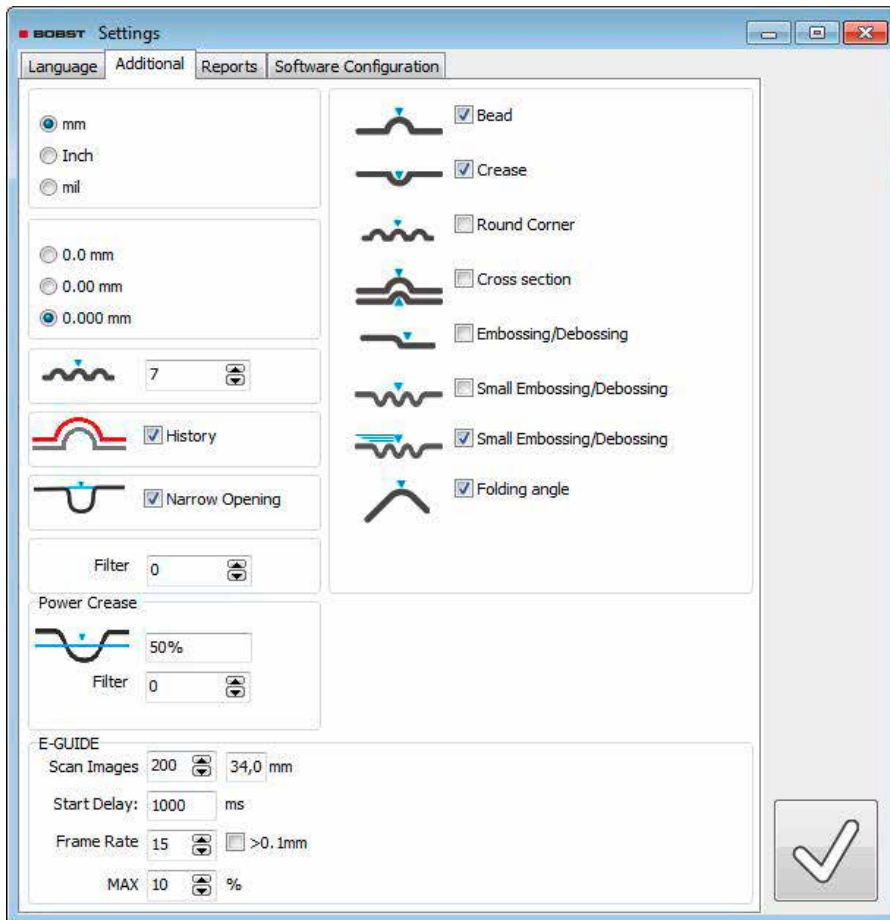 BOBST Settings
Language Additional Reports Software Configuration
mm
Inch
mil
0.0 mm
0.00 mm
0.000 mm
7
History
Narrow Opening
Filter 0
Power Crease
50%
Filter 0
Bead
Crease
Round Corner
Cross section
Embossing/Debossing
Small Embossing/Debossing
Small Embossing/Debossing
Folding angle
E-GUIDE
Scan Images 200 34,0 mm
Start Delay: 1000 ms
Frame Rate 15 >0.1mm
MAX 10 %